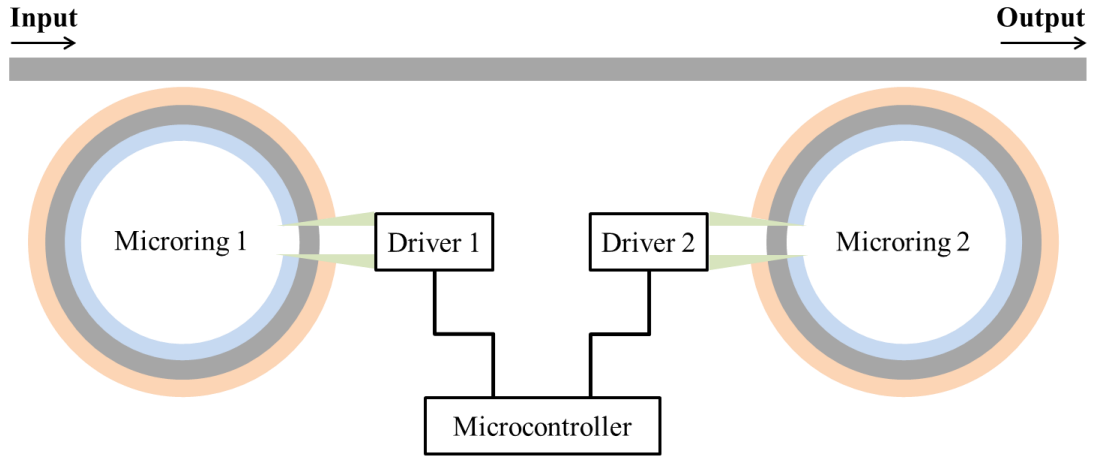 Input
Output
Microring 1
Driver 1
Driver 2
Microring 2
Microcontroller